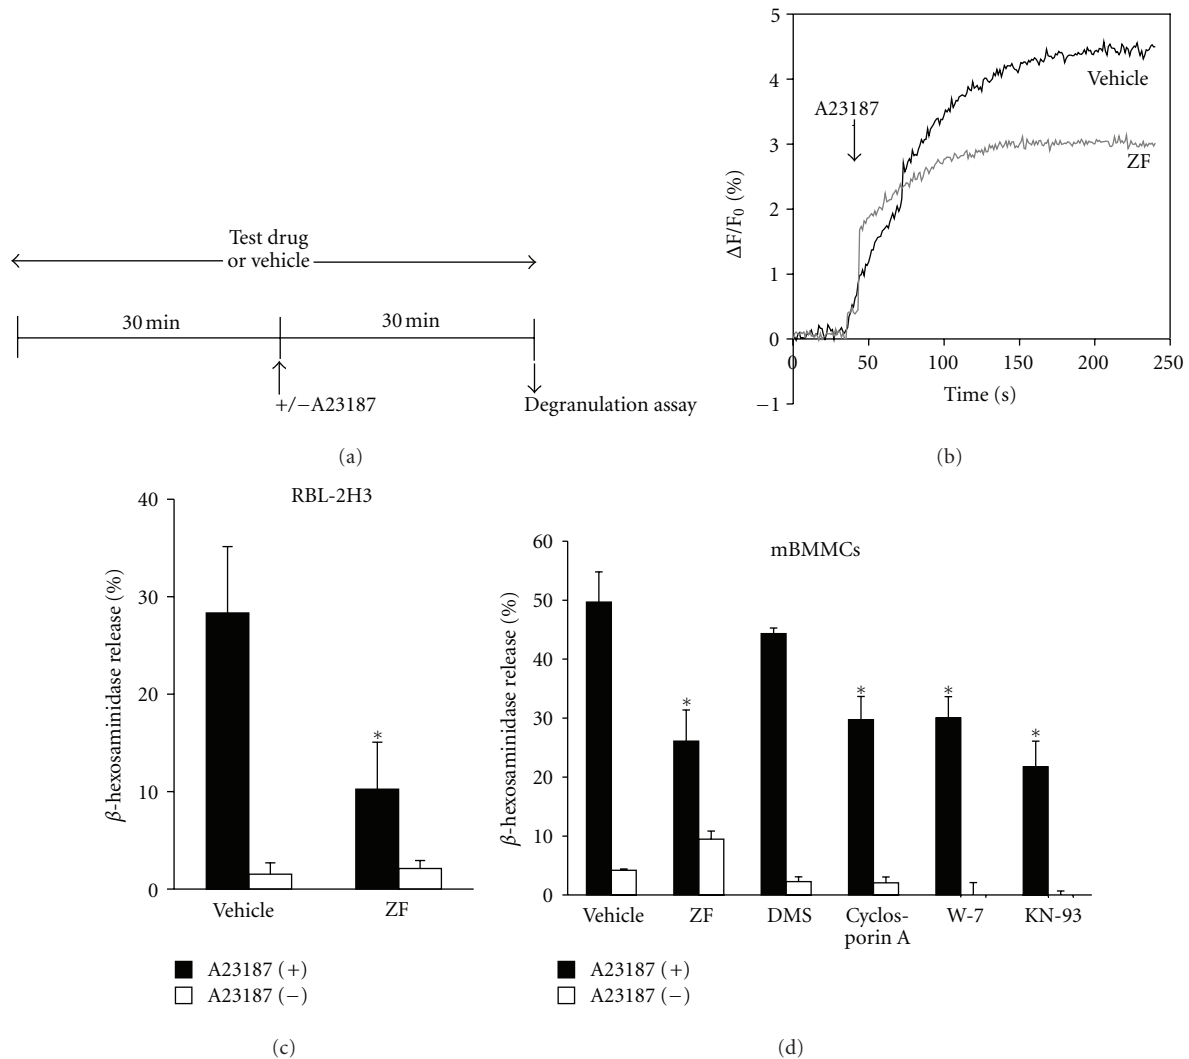 Test drug
or vehicle
30 min
30 min
+/−A23187
Degranulation assay
(a)
5
4
3
2
1
0
−1
ΔF/F0 (%)
A23187
Vehicle
ZF
0
50
100
150
200
250
Time (s)
(b)
RBL-2H3
40
30
20
10
0
β-hexosaminidase release (%)
*
Vehicle
ZF
A23187 (+)
A23187 (−)
(c)
mBMMCs
60
50
40
30
20
10
0
β-hexosaminidase release (%)
*
*
*
*
Vehicle
ZF
DMS
Cyclos-
porin A
W-7
KN-93
A23187 (+)
A23187 (−)
(d)